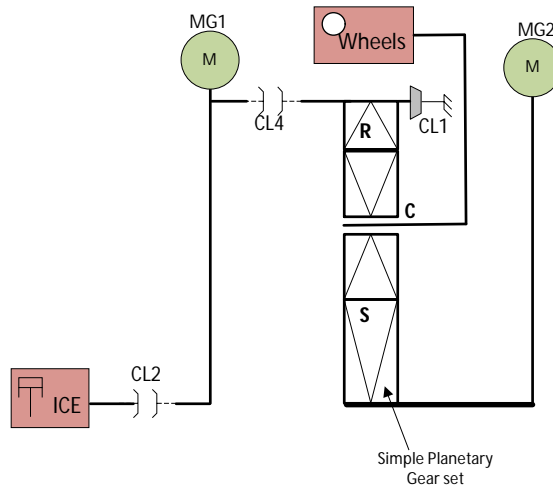 MG1
M
Wheels
MG2
M
CL4
CL1
R
C
S
CL2
ICE
Simple Planetary
Gear set